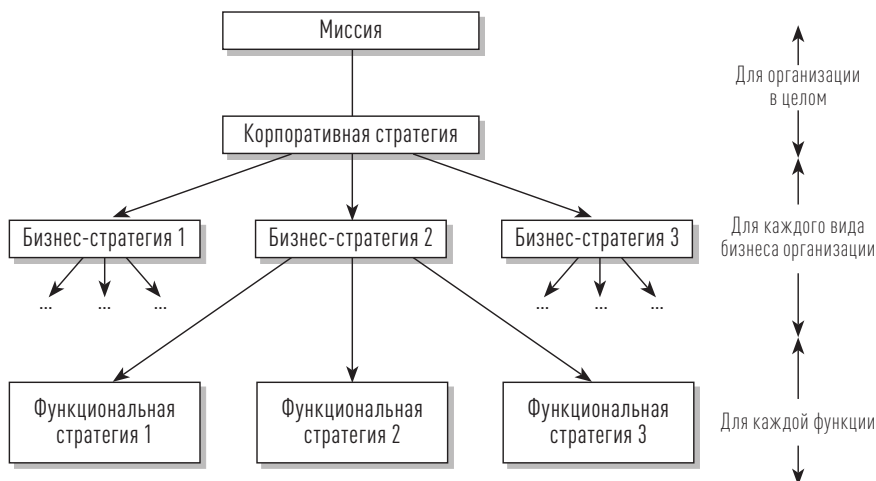 Миссия
Для организации
в целом
Корпоративная стратегия
Бизнес-стратегия 1
Бизнес-стратегия 2
Бизнес-стратегия 3
Для каждого вида
бизнеса организации
...
...
...
...
...
...
Функциональная
стратегия 1
Функциональная
стратегия 2
Функциональная
стратегия 3
Для каждой функции